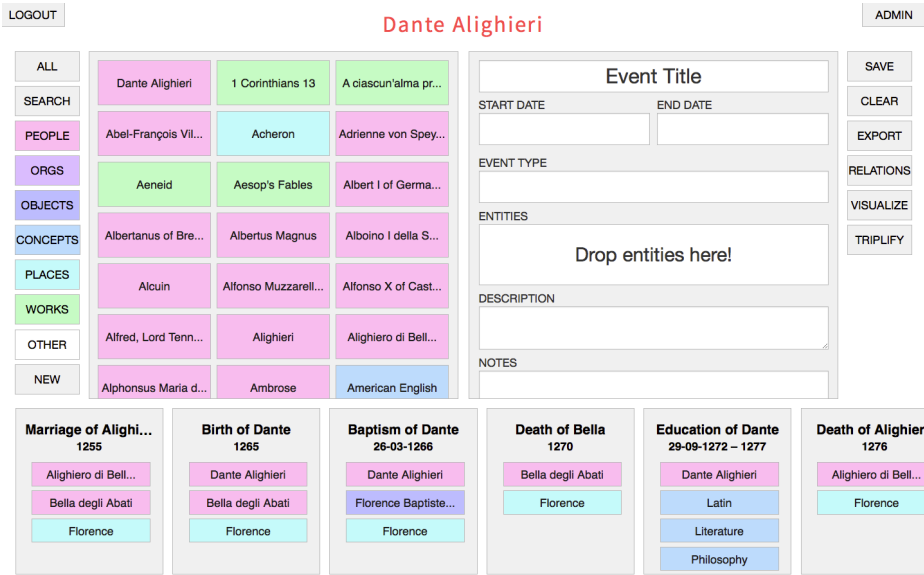 LOGOUT
Dante Alighieri
ADMIN
ALL
SEARCH
PEOPLE
ORGS
OBJECTS
CONCEPTS
PLACES
WORKS
OTHER
NEW
Dante Alighieri
1 Corinthians 13
A ciascun'alma pr...
Abel-François Vil...
Acheron
Adrienne von Spey...
Aeneid
Aesop's Fables
Albert I of Germa...
Albertanus of Bre...
Albertus Magnus
Alboino I della S...
Alcuin
Alfonso Muzzarell...
Alfonso X of Cast...
Alfred, Lord Tenn...
Alighieri
Alighiero di Bell...
Alphonsus Maria d...
Ambrose
American English
Event Title
START DATE
END DATE
EVENT TYPE
ENTITIES
Drop entities here!
DESCRIPTION
NOTES
SAVE
CLEAR
EXPORT
RELATIONS
VISUALIZE
TRIPLIFY
Marriage of Alighi...
1255
Alighiero di Bell...
Bella degli Abati
Florence
Birth of Dante
1265
Dante Alighieri
Bella degli Abati
Florence
Baptism of Dante
26-03-1266
Dante Alighieri
Florence Baptiste...
Florence
Death of Bella
1270
Bella degli Abati
Florence
Education of Dante
29-09-1272 – 1277
Dante Alighieri
Latin
Literature
Philosophy
Death of Alighier
1276
Alighiero di Bell...
Florence